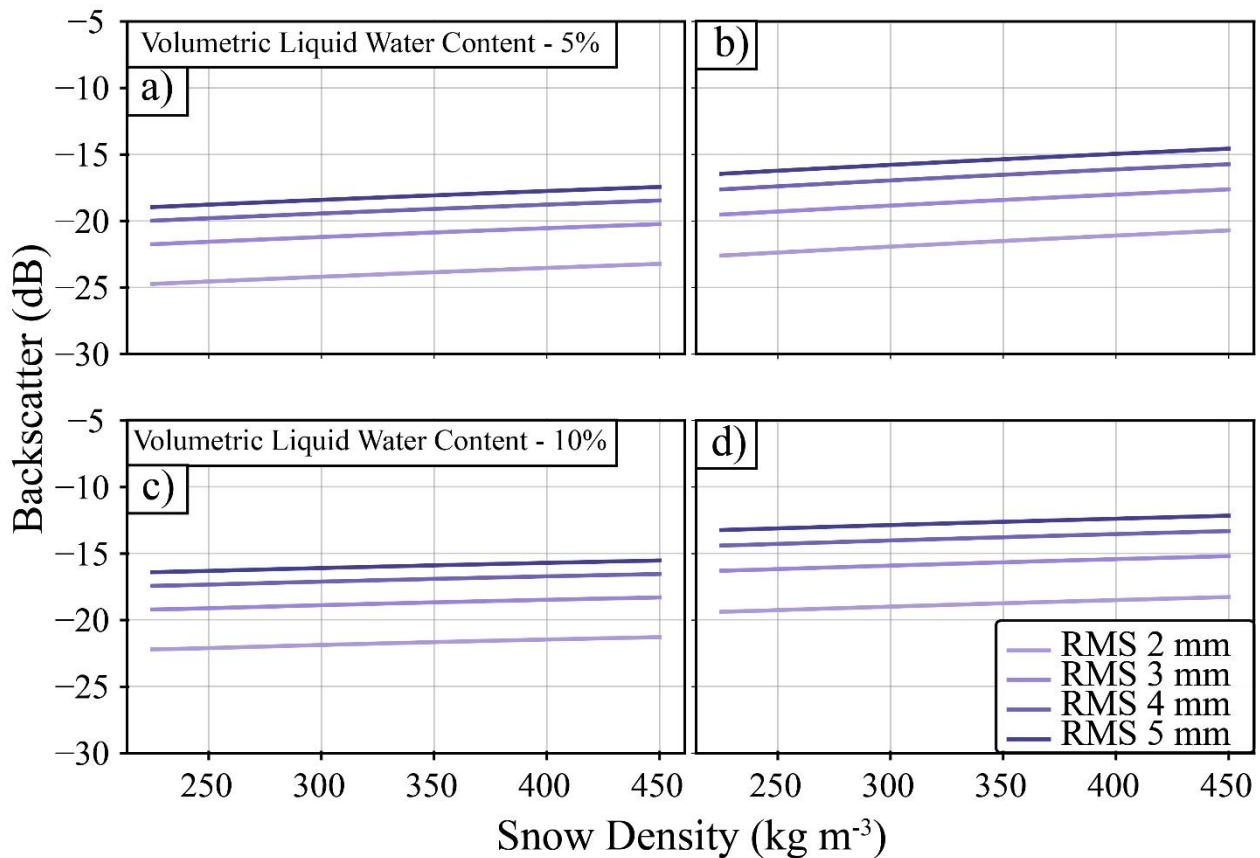 −5
−10
−15
−20
−25
−30
Volumetric Liquid Water Content - 5%
a)
b)
−5
−10
−15
−20
−25
−30
Volumetric Liquid Water Content - 10%
c)
d)
RMS 2 mm
RMS 3 mm
RMS 4 mm
RMS 5 mm
250 300 350 400 450
250 300 350 400 450
Backscatter (dB)
Snow Density (kg m⁻³)